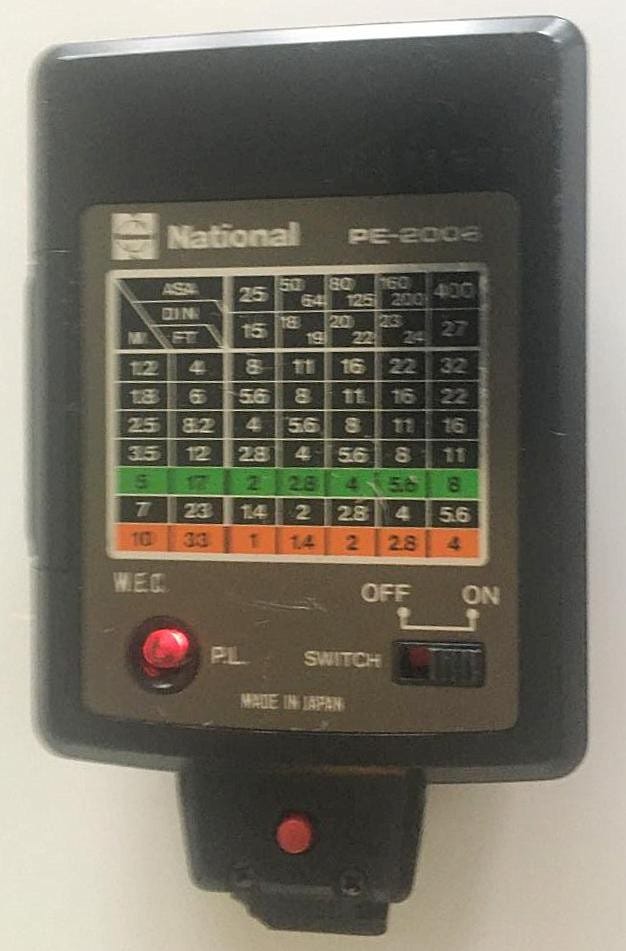 National PE-2006
ASA 25 50 64 80 125 160 200 400
DIN 15 18 19 20 22 23 24 27
M FT
1.2 4 8 11 16 22 32
1.8 6 5.6 8 11 16 22
2.5 8.2 4 5.6 8 11 16
3.5 12 2.8 4 5.6 8 11
5 17 2 2.8 4 5.6 8
7 23 1.4 2 2.8 4 5.6
10 33 1 1.4 2 2.8 4
W.E.C.
OFF ON
P.L. SWITCH
MADE IN JAPAN